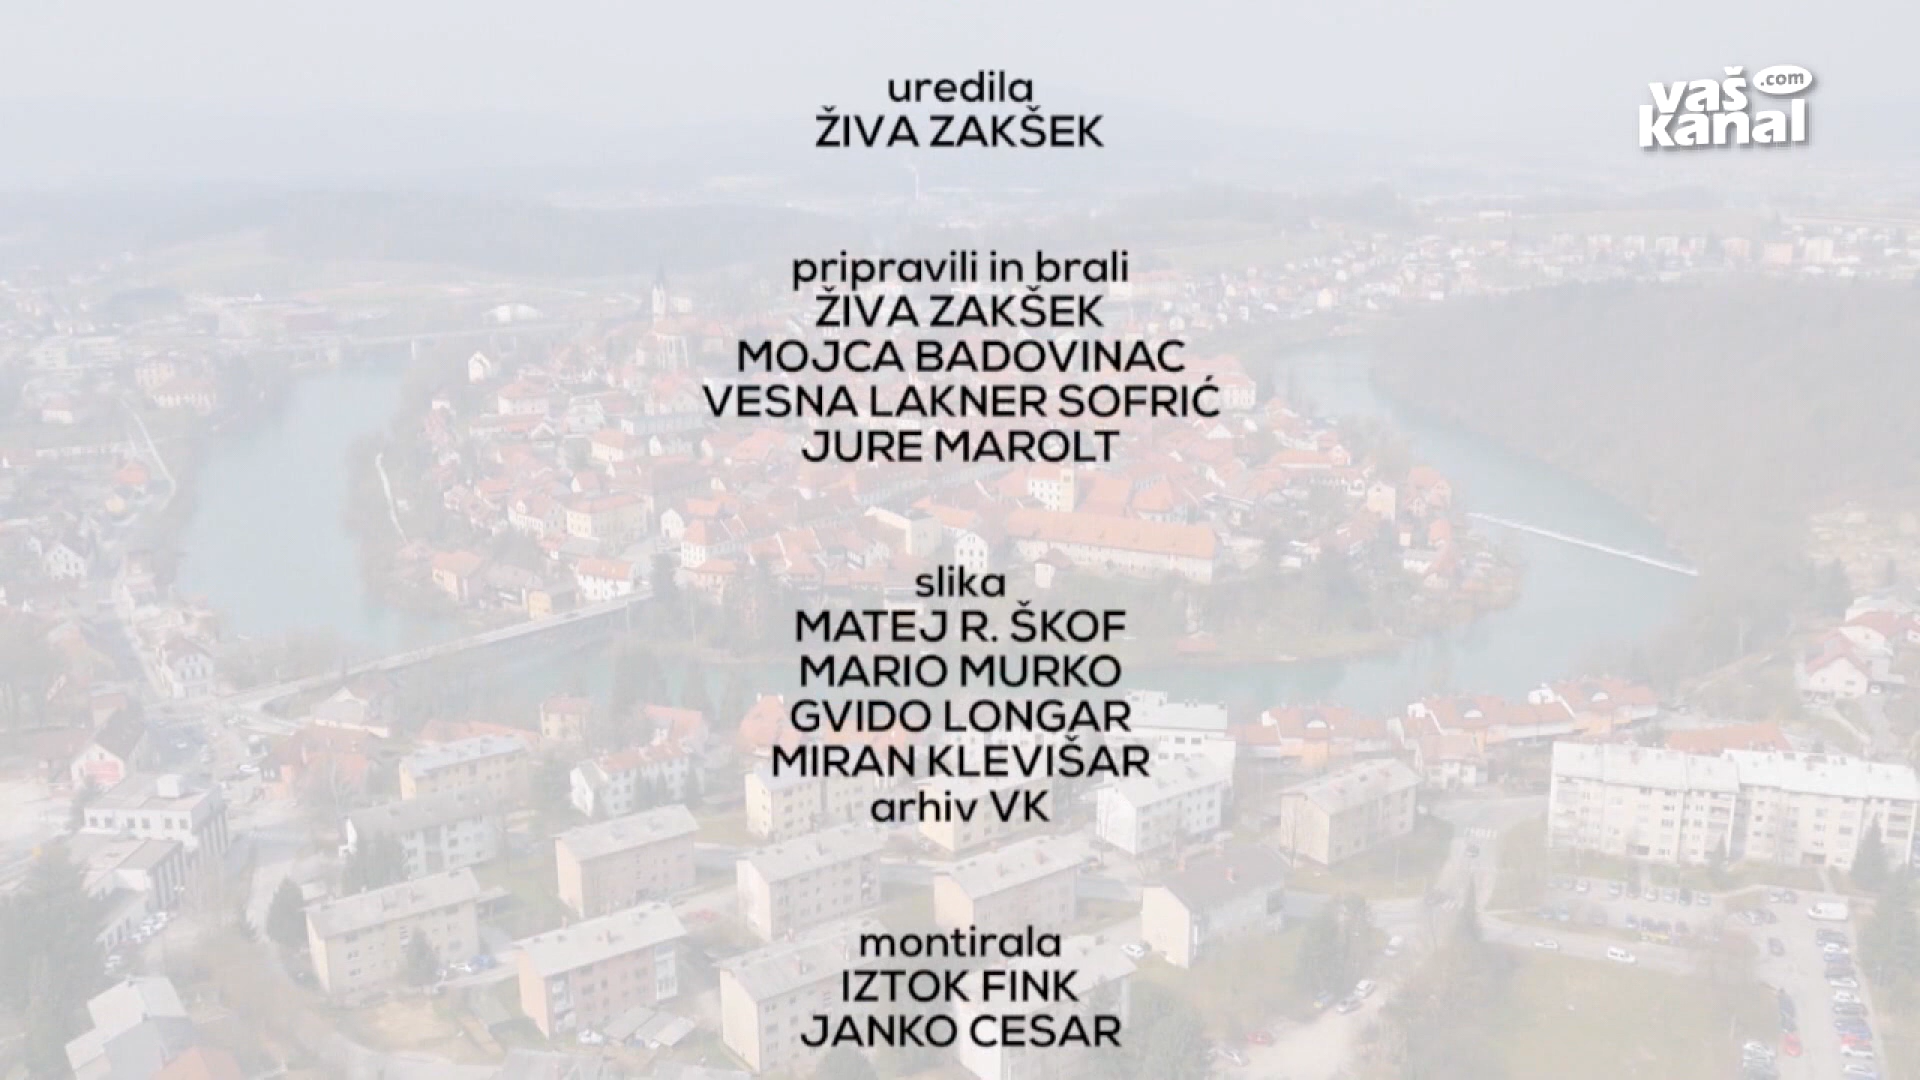 uredila
ŽIVA ZAKŠEK
vaš .com
kanal
pripravili in brali
ŽIVA ZAKŠEK
MOJCA BADOVINAC
VESNA LAKNER SOFRIĆ
JURE MAROLT
slika
MATEJ R. ŠKOF
MARIO MURKO
GVIDO LONGAR
MIRAN KLEVIŠAR
arhiv VK
montirala
IZTOK FINK
JANKO CESAR